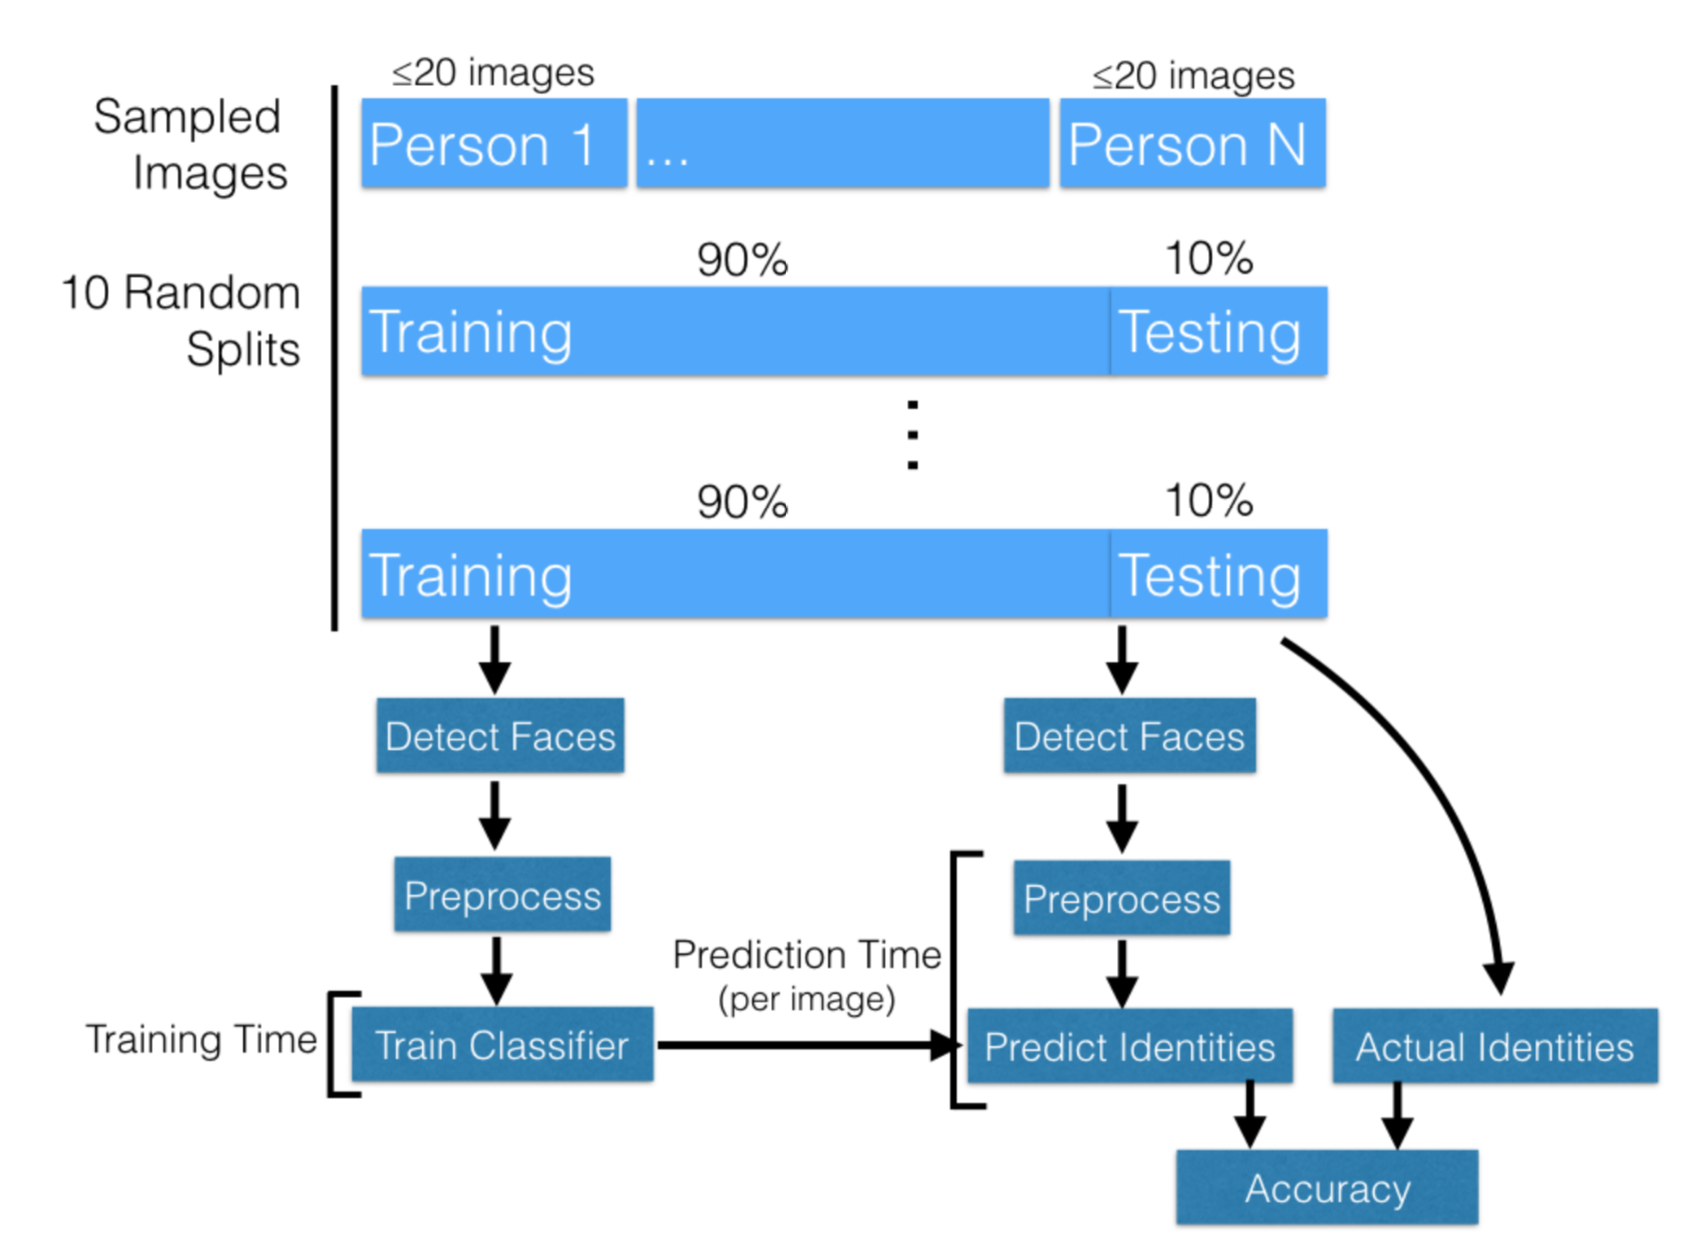 ≤20 images
≤20 images
Sampled
Images
Person 1
...
Person N
90%
10%
10 Random
Splits
Training
Testing
90%
10%
Training
Testing
Detect Faces
Detect Faces
Preprocess
Preprocess
Prediction Time
(per image)
Training Time
Train Classifier
Predict Identities
Actual Identities
Accuracy